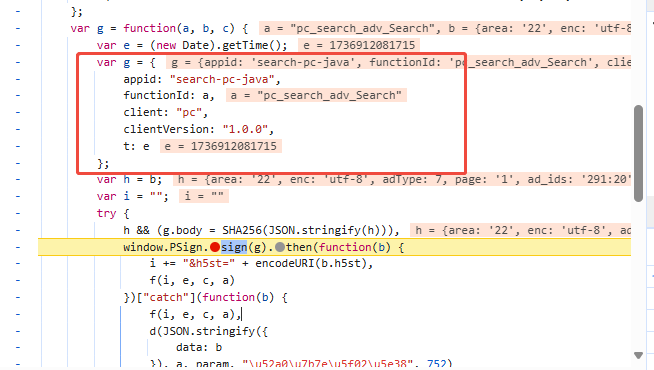 };
var g = function(a, b, c) { a = "pc_search_adv_Search", b = {area: '22', enc: 'utf-8
var e = (new Date).getTime(); e = 1736912081715
var g = { g = {appid: 'search-pc-java', functionId: 'pc_search_adv_Search', clie
appid: "search-pc-java",
functionId: a, a = "pc_search_adv_Search"
client: "pc",
clientVersion: "1.0.0",
t: e e = 1736912081715
};
var h = b; h = {area: '22', enc: 'utf-8', adType: 7, page: '1', ad_ids: '291:20'
var i = ""; i = ""
try {
h && (g.body = SHA256(JSON.stringify(h))), h = {area: '22', enc: 'utf-8', ad
window.PSign.sign(g).then(function(b) {
i += "&h5st=" + encodeURI(b.h5st),
f(i, e, c, a)
})["catch"](function(b) {
f(i, e, c, a),
d(JSON.stringify({
data: b
}), a, param, "\u52a0\u7b7e\u5f02\u5e38", 752)